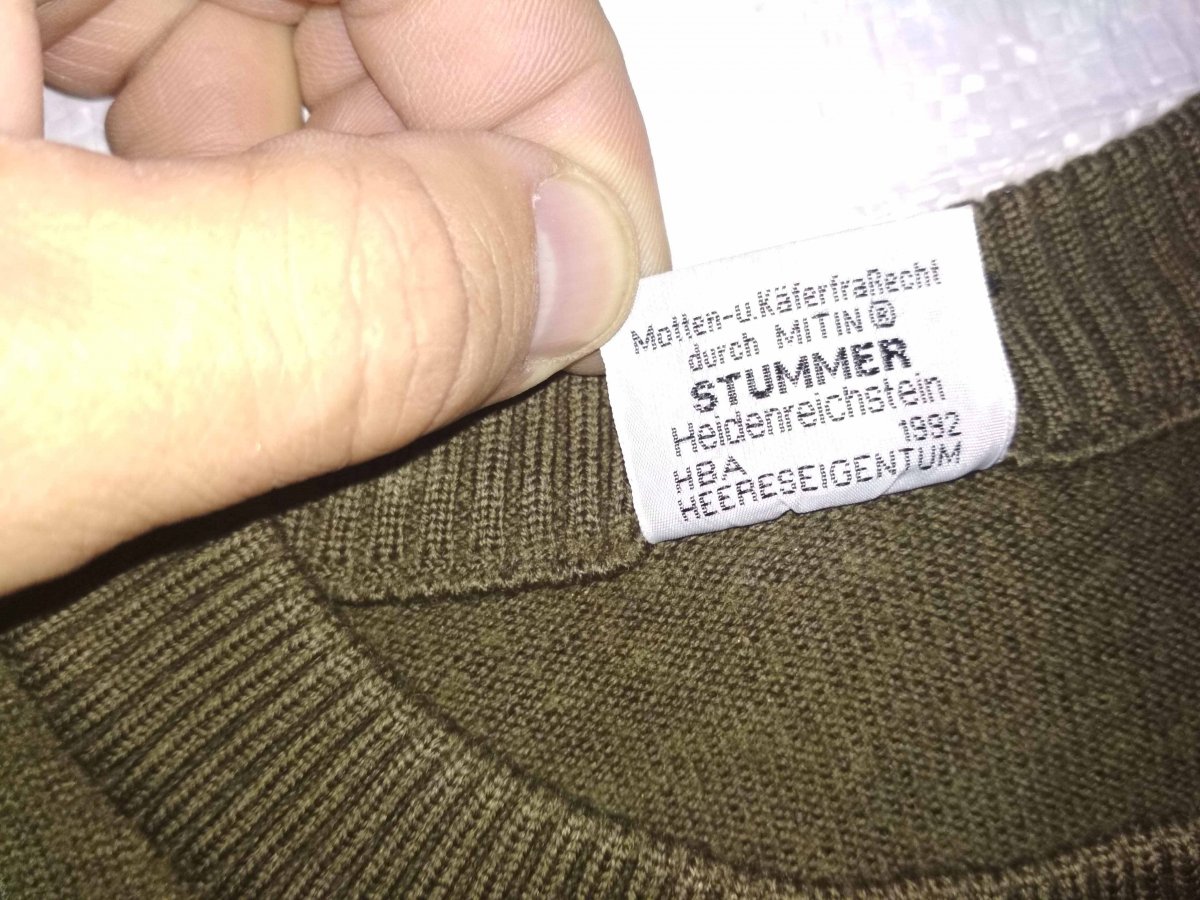 Motten-u.Käferfraßecht
durch MITIN®
STUMMER
Heidenreichstein
1992
HBA
HEERESEIGENTUM